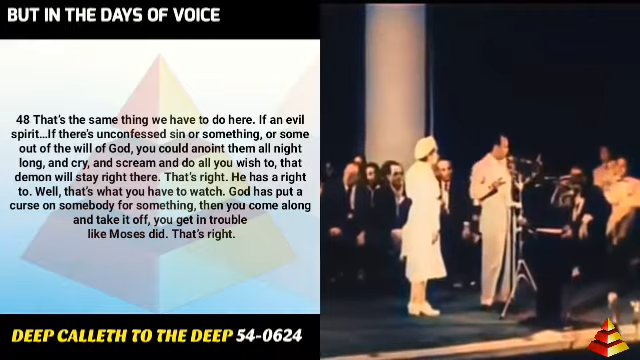 BUT IN THE DAYS OF VOICE
48 That's the same thing we have to do here. If an evil
spirit...If there's unconfessed sin or something, or some
out of the will of God, you could anoint them all night
long, and cry, and scream and do all you wish to, that
demon will stay right there. That's right. He has a right
to. Well, that's what you have to watch. God has put a
curse on somebody for something, then you come along
and take it off, you get in trouble
like Moses did. That's right.
DEEP CALLETH TO THE DEEP 54-0624